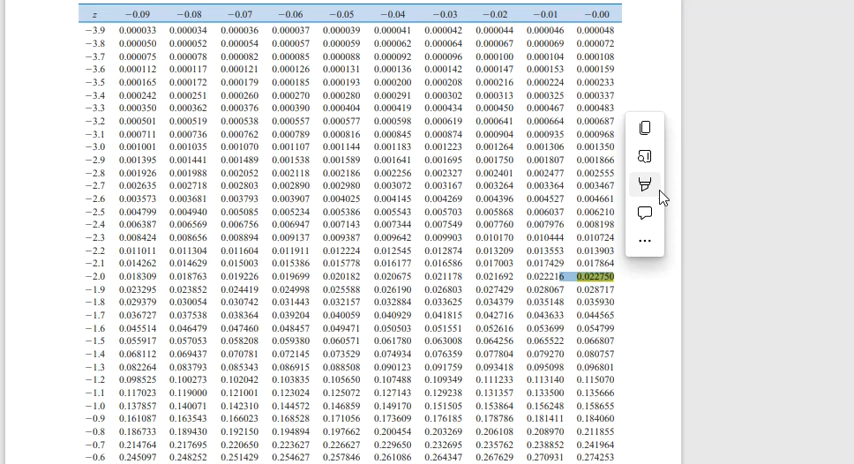 z −0.09 −0.08 −0.07 −0.06 −0.05 −0.04 −0.03 −0.02 −0.01 −0.00
−3.9 0.000033 0.000034 0.000036 0.000037 0.000039 0.000041 0.000042 0.000044 0.000046 0.000048
−3.8 0.000050 0.000052 0.000054 0.000057 0.000059 0.000062 0.000064 0.000067 0.000069 0.000072
−3.7 0.000075 0.000078 0.000082 0.000085 0.000088 0.000092 0.000096 0.000100 0.000104 0.000108
−3.6 0.000112 0.000117 0.000121 0.000126 0.000131 0.000136 0.000142 0.000147 0.000153 0.000159
−3.5 0.000165 0.000172 0.000179 0.000185 0.000193 0.000200 0.000208 0.000216 0.000224 0.000233
−3.4 0.000242 0.000251 0.000260 0.000270 0.000280 0.000291 0.000302 0.000313 0.000325 0.000337
−3.3 0.000350 0.000362 0.000376 0.000390 0.000404 0.000419 0.000434 0.000450 0.000467 0.000483
−3.2 0.000501 0.000519 0.000538 0.000557 0.000577 0.000598 0.000619 0.000641 0.000664 0.000687
−3.1 0.000711 0.000736 0.000762 0.000789 0.000816 0.000845 0.000874 0.000904 0.000935 0.000968
−3.0 0.001001 0.001035 0.001070 0.001107 0.001144 0.001183 0.001223 0.001264 0.001306 0.001350
−2.9 0.001395 0.001441 0.001489 0.001538 0.001589 0.001641 0.001695 0.001750 0.001807 0.001866
−2.8 0.001926 0.001988 0.002052 0.002118 0.002186 0.002256 0.002327 0.002401 0.002477 0.002555
−2.7 0.002635 0.002718 0.002803 0.002890 0.002980 0.003072 0.003167 0.003264 0.003364 0.003467
−2.6 0.003573 0.003681 0.003793 0.003907 0.004025 0.004145 0.004269 0.004396 0.004527 0.004661
−2.5 0.004799 0.004940 0.005085 0.005234 0.005386 0.005543 0.005703 0.005868 0.006037 0.006210
−2.4 0.006387 0.006569 0.006756 0.006947 0.007143 0.007344 0.007549 0.007760 0.007976 0.008198
−2.3 0.008424 0.008656 0.008894 0.009137 0.009387 0.009642 0.009903 0.010170 0.010444 0.010724
−2.2 0.011011 0.011304 0.011604 0.011911 0.012224 0.012545 0.012874 0.013209 0.013553 0.013903
−2.1 0.014262 0.014629 0.015003 0.015386 0.015778 0.016177 0.016586 0.017003 0.017429 0.017864
−2.0 0.018309 0.018763 0.019226 0.019699 0.020182 0.020675 0.021178 0.021692 0.022216 0.022750
−1.9 0.023295 0.023852 0.024419 0.024998 0.025588 0.026190 0.026803 0.027429 0.028067 0.028717
−1.8 0.029379 0.030054 0.030742 0.031443 0.032157 0.032884 0.033625 0.034379 0.035148 0.035930
−1.7 0.036727 0.037538 0.038364 0.039204 0.040059 0.040929 0.041815 0.042716 0.043633 0.044565
−1.6 0.045514 0.046479 0.047460 0.048457 0.049471 0.050503 0.051551 0.052616 0.053699 0.054799
−1.5 0.055917 0.057053 0.058208 0.059380 0.060571 0.061780 0.063008 0.064256 0.065522 0.066807
−1.4 0.068112 0.069437 0.070781 0.072145 0.073529 0.074934 0.076359 0.077804 0.079270 0.080757
−1.3 0.082264 0.083793 0.085343 0.086915 0.088508 0.090123 0.091759 0.093418 0.095098 0.096801
−1.2 0.098525 0.100273 0.102042 0.103835 0.105650 0.107488 0.109349 0.111233 0.113140 0.115070
−1.1 0.117023 0.119000 0.121001 0.123024 0.125072 0.127143 0.129238 0.131357 0.133500 0.135666
−1.0 0.137857 0.140071 0.142310 0.144572 0.146859 0.149170 0.151505 0.153864 0.156248 0.158655
−0.9 0.161087 0.163543 0.166023 0.168528 0.171056 0.173609 0.176185 0.178786 0.181411 0.184060
−0.8 0.186733 0.189430 0.192150 0.194894 0.197662 0.200454 0.203269 0.206108 0.208970 0.211855
−0.7 0.214764 0.217695 0.220650 0.223627 0.226627 0.229650 0.232695 0.235762 0.238852 0.241964
−0.6 0.245097 0.248252 0.251429 0.254627 0.257846 0.261086 0.264347 0.267629 0.270931 0.274253